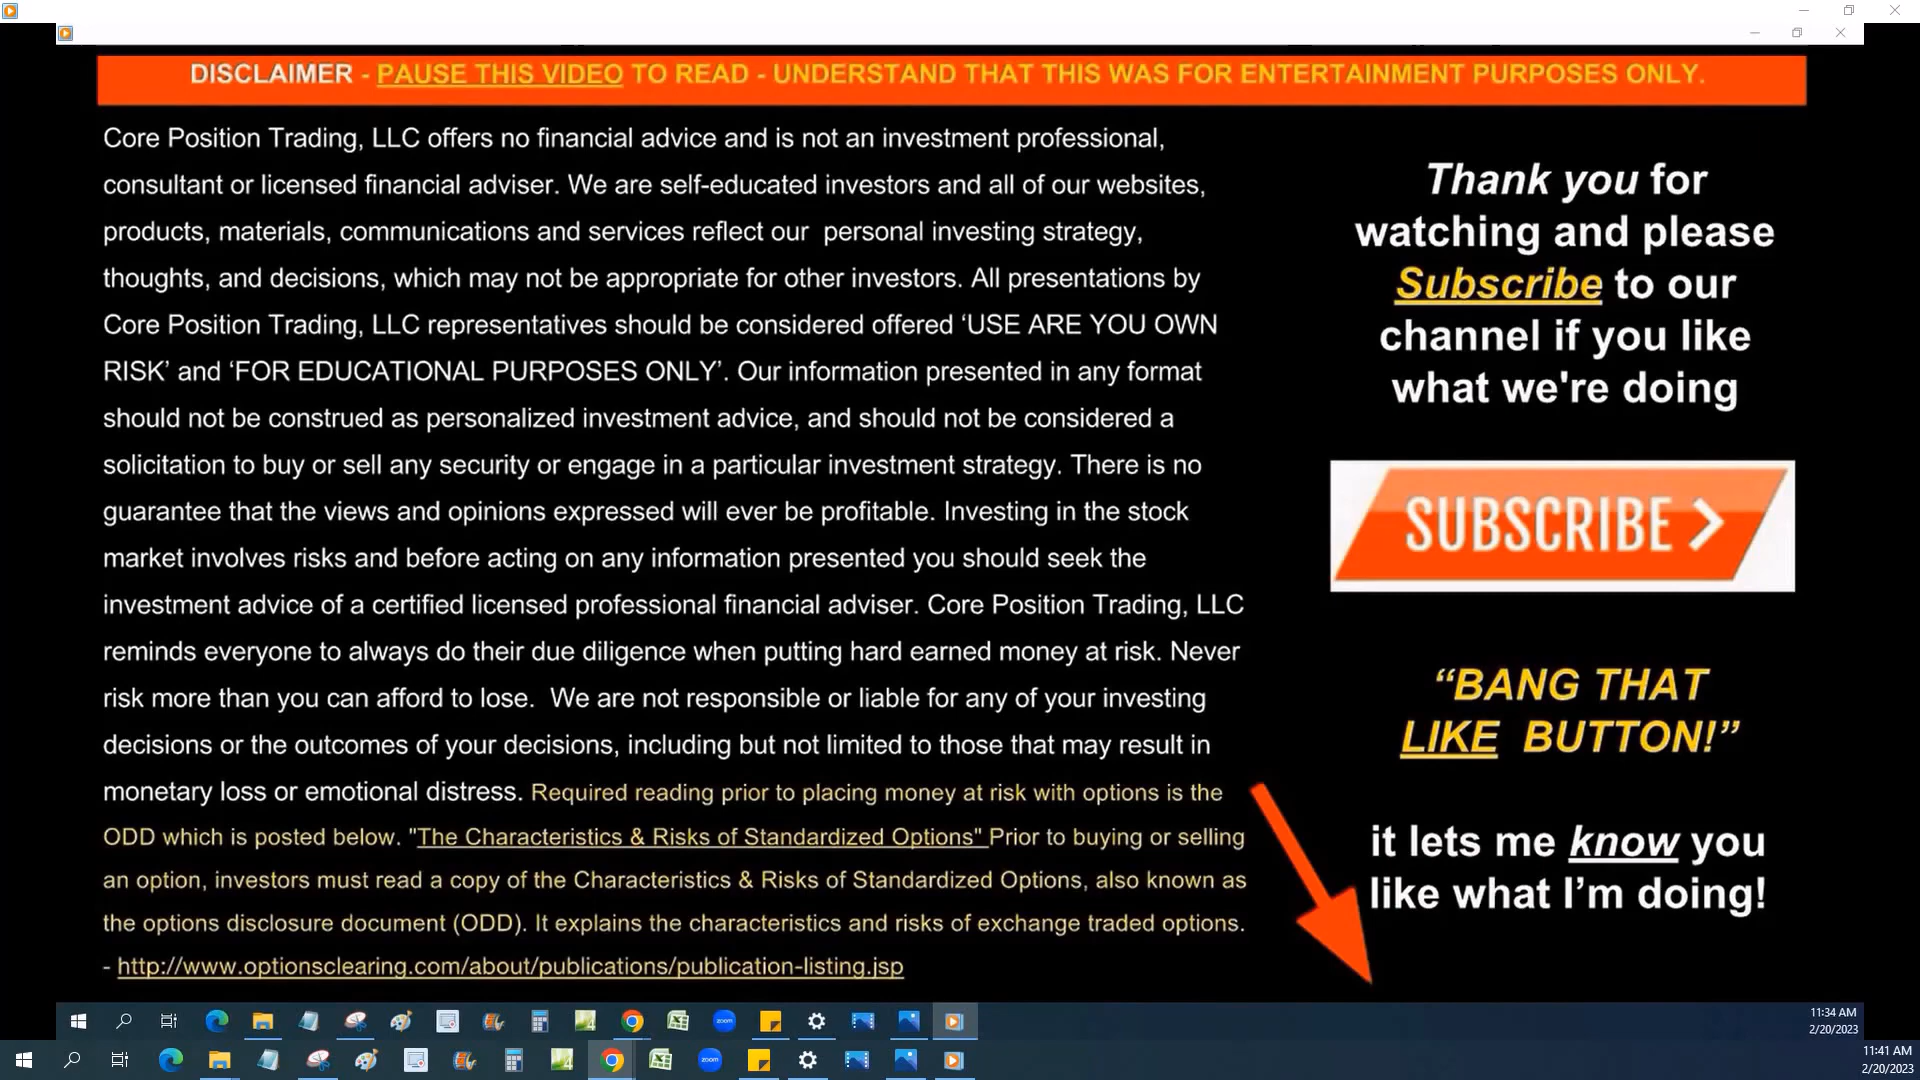 DISCLAIMER - PAUSE THIS VIDEO TO READ - UNDERSTAND THAT THIS WAS FOR ENTERTAINMENT PURPOSES ONLY.
Core Position Trading, LLC offers no financial advice and is not an investment professional,
consultant or licensed financial adviser. We are self-educated investors and all of our websites,
products, materials, communications and services reflect our  personal investing strategy,
thoughts, and decisions, which may not be appropriate for other investors. All presentations by
Core Position Trading, LLC representatives should be considered offered ‘USE ARE YOU OWN
RISK’ and ‘FOR EDUCATIONAL PURPOSES ONLY’. Our information presented in any format
should not be construed as personalized investment advice, and should not be considered a
solicitation to buy or sell any security or engage in a particular investment strategy. There is no
guarantee that the views and opinions expressed will ever be profitable. Investing in the stock
market involves risks and before acting on any information presented you should seek the
investment advice of a certified licensed professional financial adviser. Core Position Trading, LLC
reminds everyone to always do their due diligence when putting hard earned money at risk. Never
risk more than you can afford to lose.  We are not responsible or liable for any of your investing
decisions or the outcomes of your decisions, including but not limited to those that may result in
monetary loss or emotional distress. Required reading prior to placing money at risk with options is the
ODD which is posted below. "The Characteristics & Risks of Standardized Options" Prior to buying or selling
an option, investors must read a copy of the Characteristics & Risks of Standardized Options, also known as
the options disclosure document (ODD). It explains the characteristics and risks of exchange traded options.
- http://www.optionsclearing.com/about/publications/publication-listing.jsp
Thank you for
watching and please
Subscribe to our
channel if you like
what we're doing
SUBSCRIBE
“BANG THAT
LIKE  BUTTON!”
it lets me know you
like what I’m doing!
zoom
11:34 AM
2/20/2023
zoom
11:41 AM
2/20/2023